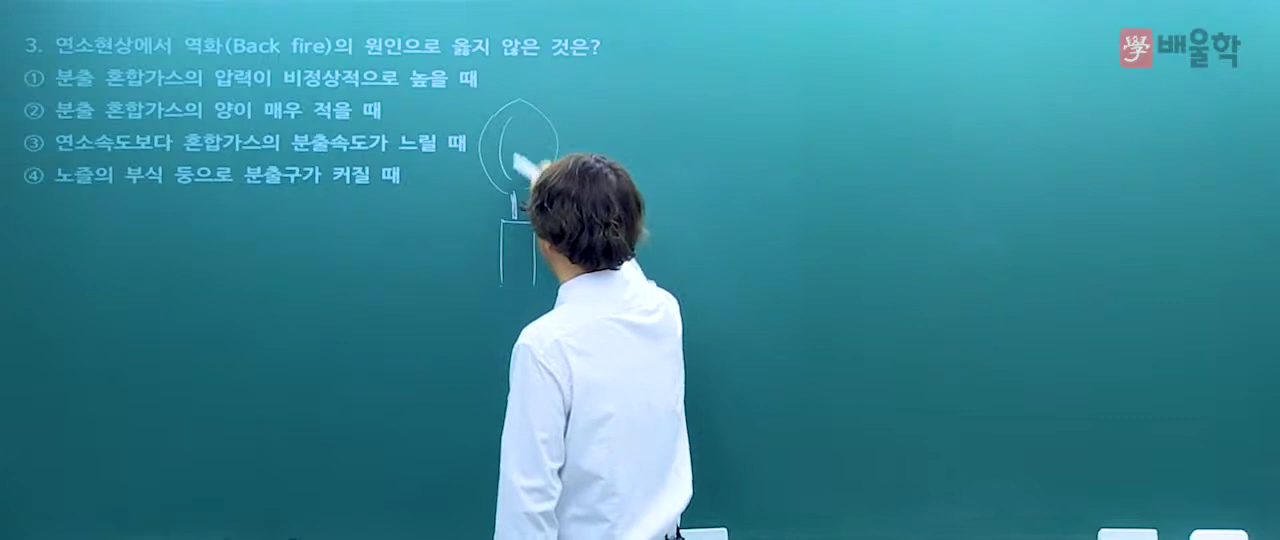 3. 연소현상에서 역화(Back fire)의 원인으로 옳지 않은 것은?
① 분출 혼합가스의 압력이 비정상적으로 높을 때
② 분출 혼합가스의 양이 매우 적을 때
③ 연소속도보다 혼합가스의 분출속도가 느릴 때
④ 노즐의 부식 등으로 분출구가 커질 때
學 배울학